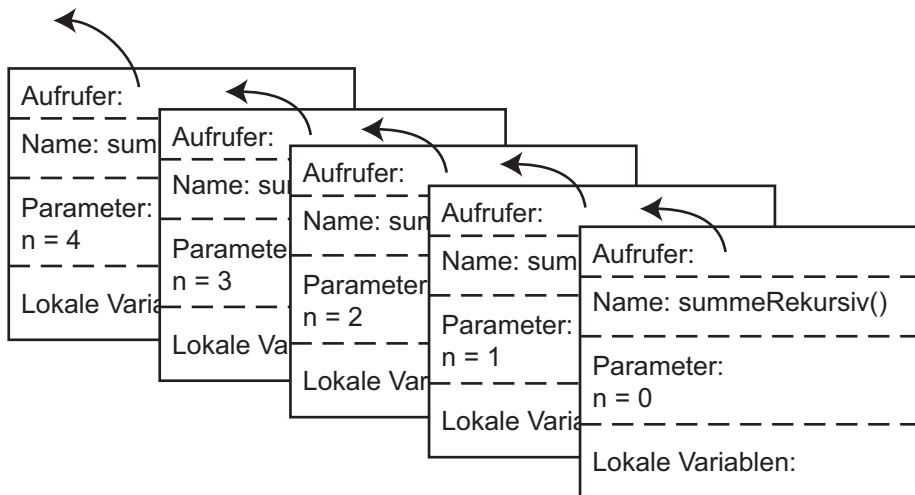 Aufrufer:
Name: sum
Parameter:
n = 4
Lokale Varia
Aufrufer:
Name: su
Paramete
n = 3
Lokale Va
Aufrufer:
Name: sum
Parameter
n = 2
Lokale Var
Aufrufer:
Name: sum
Parameter:
n = 1
Lokale Varia
Aufrufer:
Name: summeRekursiv()
Parameter:
n = 0
Lokale Variablen: